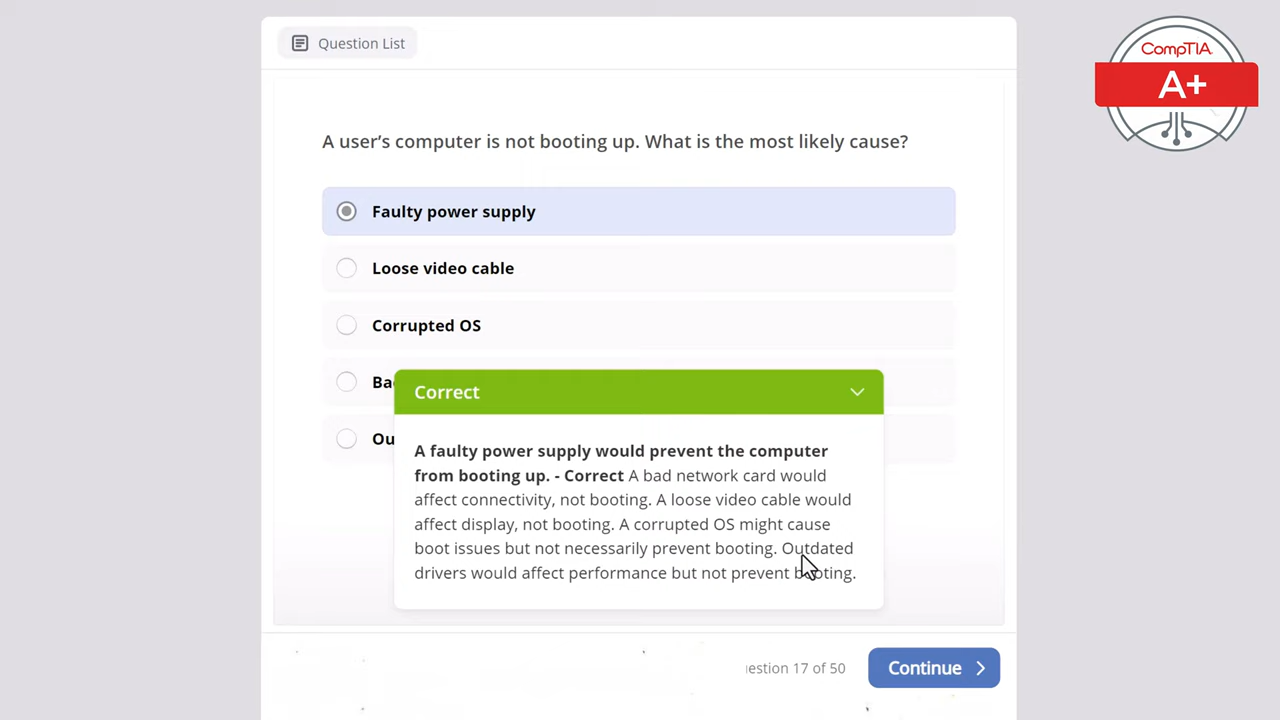 Question List
CompTIA.
A+
A user's computer is not booting up. What is the most likely cause?
Faulty power supply
Loose video cable
Corrupted OS
Correct
A faulty power supply would prevent the computer
from booting up. - Correct A bad network card would
affect connectivity, not booting. A loose video cable would
affect display, not booting. A corrupted OS might cause
boot issues but not necessarily prevent booting. Outdated
drivers would affect performance but not prevent booting.
17 of 50
Continue